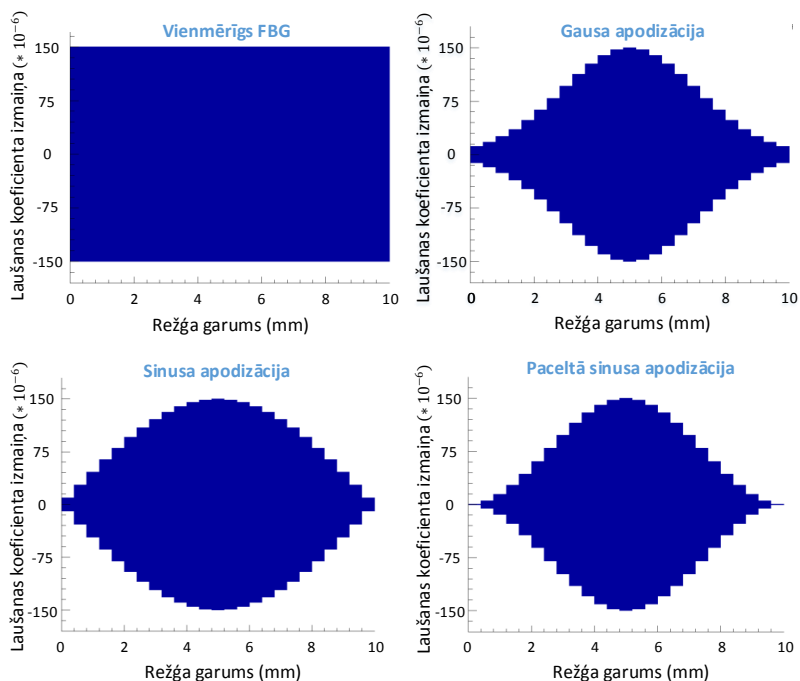 Vienmērīgs FBG
Laušanas koeficienta izmaiņa (* 10⁻⁶)
150
75
0
-75
-150
0 2 4 6 8 10
Režģa garums (mm)
Gausa apodizācija
Laušanas koeficienta izmaiņa (* 10⁻⁶)
150
75
0
-75
-150
0 2 4 6 8 10
Režģa garums (mm)
Sinusa apodizācija
Laušanas koeficienta izmaiņa (* 10⁻⁶)
150
75
0
-75
-150
0 2 4 6 8 10
Režģa garums (mm)
Paceltā sinusa apodizācija
Laušanas koeficienta izmaiņa (* 10⁻⁶)
150
75
0
-75
-150
0 2 4 6 8 10
Režģa garums (mm)